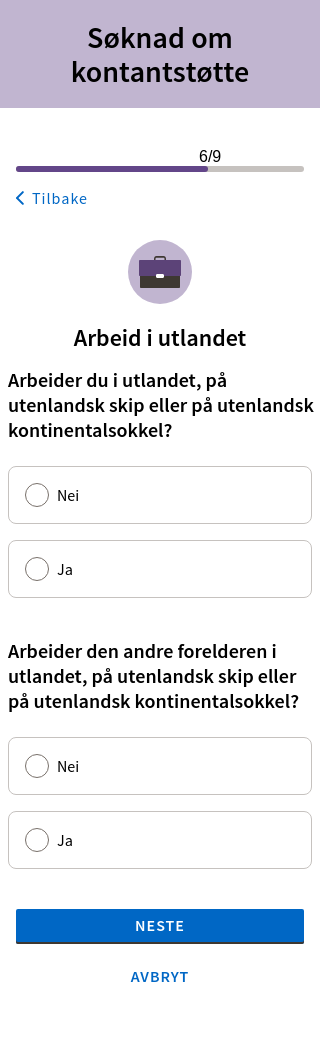 Søknad om
kontantstøtte
6/9
Tilbake
Arbeid i utlandet
Arbeider du i utlandet, på
utenlandsk skip eller på utenlandsk
kontinentalsokkel?
Nei
Ja
Arbeider den andre forelderen i
utlandet, på utenlandsk skip eller
på utenlandsk kontinentalsokkel?
Nei
Ja
NESTE
AVBRYT